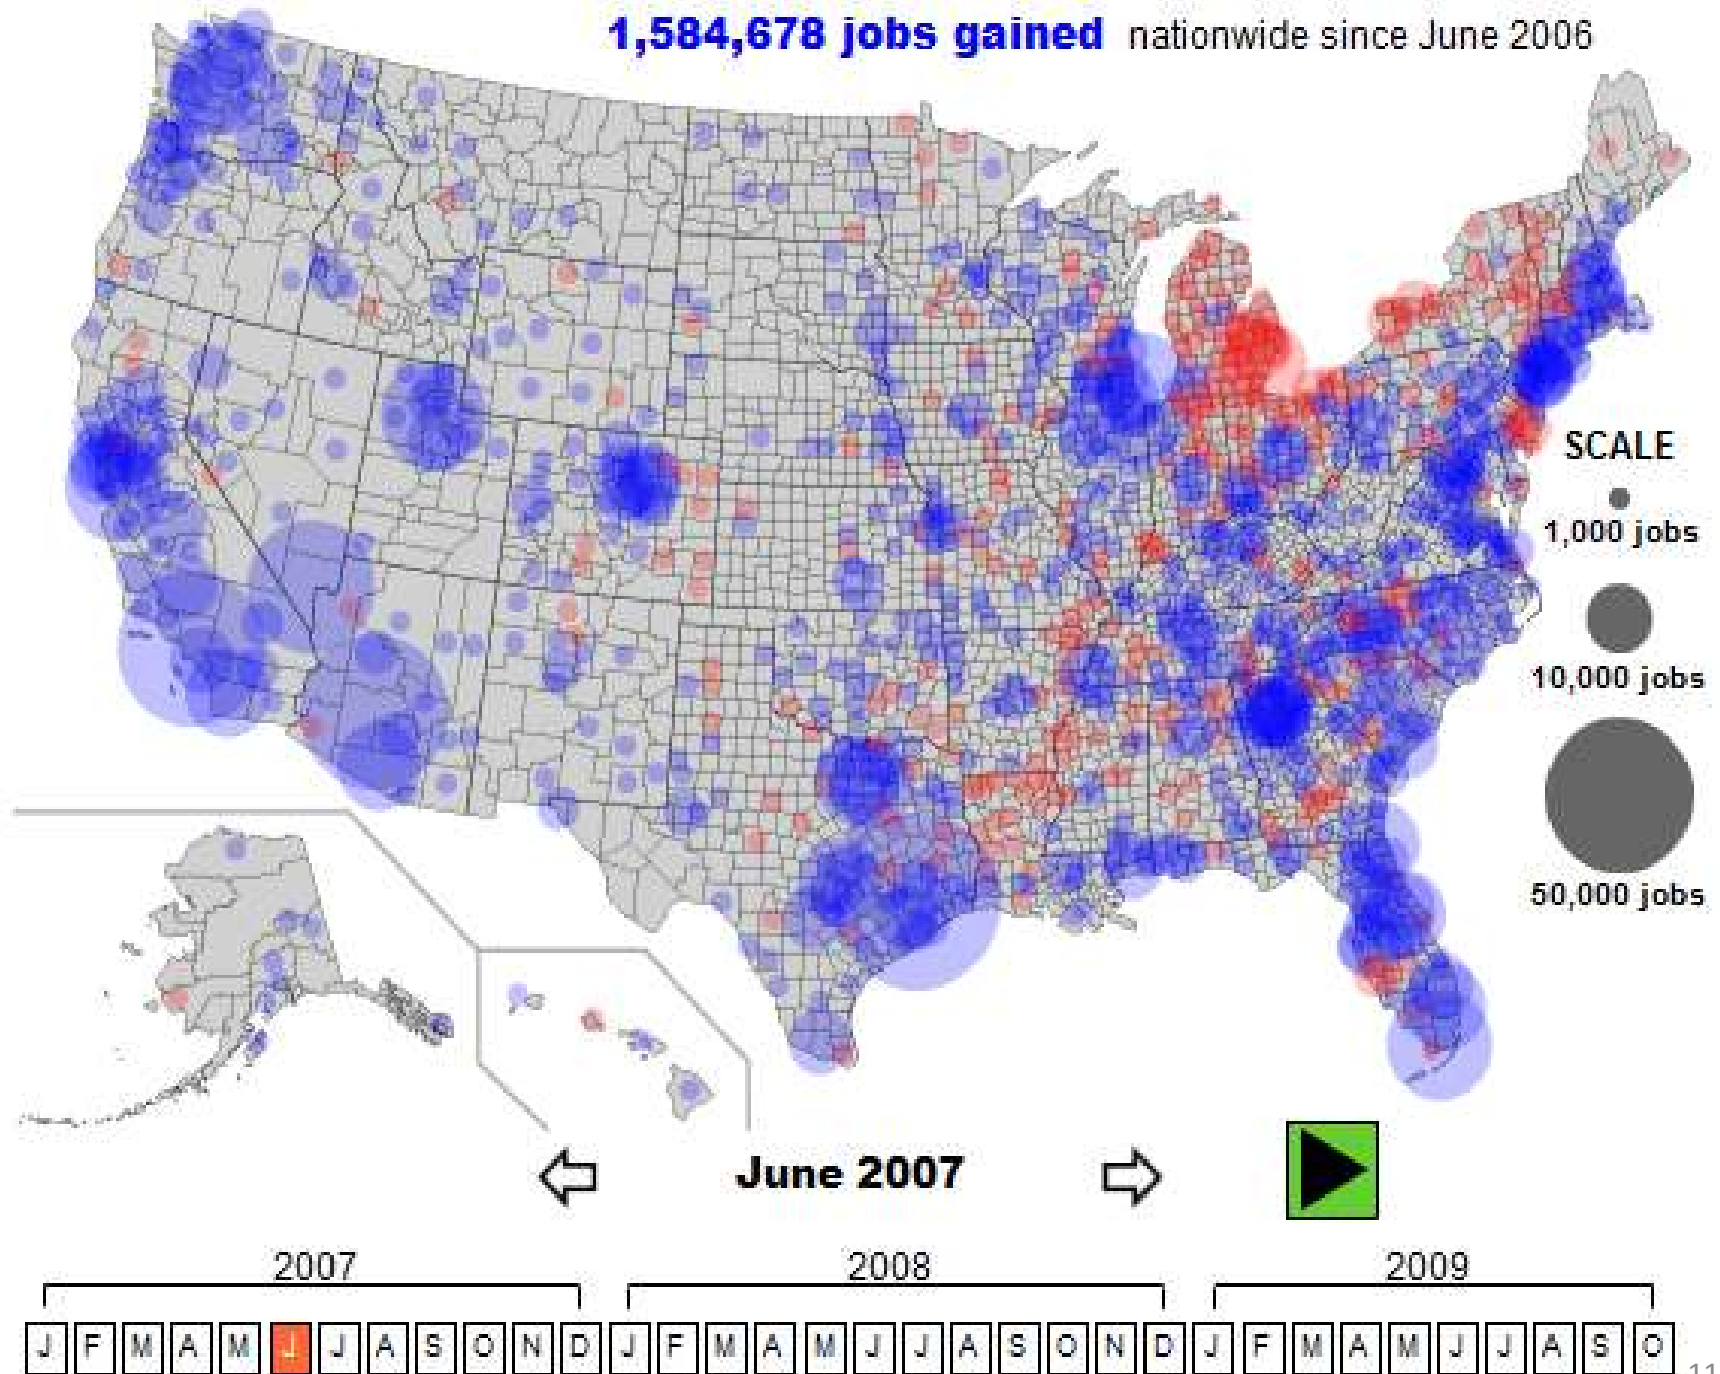 1,584,678 jobs gained nationwide since June 2006
SCALE
1,000 jobs
10,000 jobs
50,000 jobs
June 2007
2007 2008 2009
J F M A M J J A S O N D J F M A M J J A S O N D J F M A M J J A S O
11